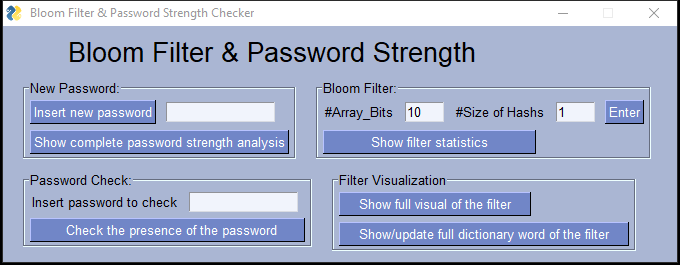 Bloom Filter & Password Strength Checker
Bloom Filter & Password Strength
New Password:
Insert new password
Show complete password strength analysis
Bloom Filter:
#Array_Bits 10 #Size of Hashs 1 Enter
Show filter statistics
Password Check:
Insert password to check
Check the presence of the password
Filter Visualization
Show full visual of the filter
Show/update full dictionary word of the filter